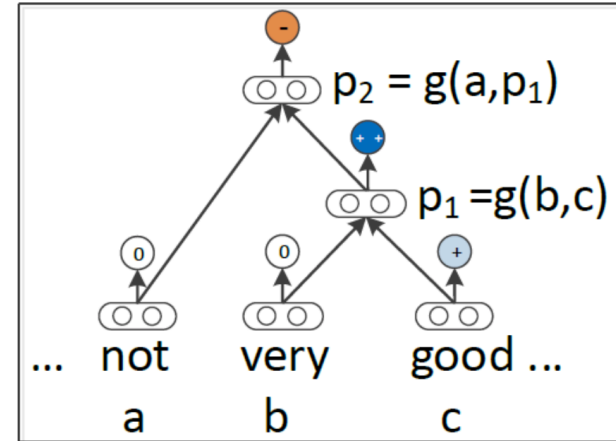 -
p₂ = g(a,p₁)
+ +
p₁ =g(b,c)
0 0 +
... not very good ...
a b c